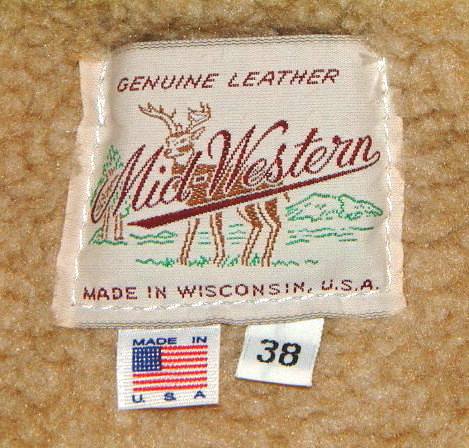 GENUINE LEATHER
Mid-Western
MADE IN WISCONSIN, U.S.A.
MADE IN
U S A
38